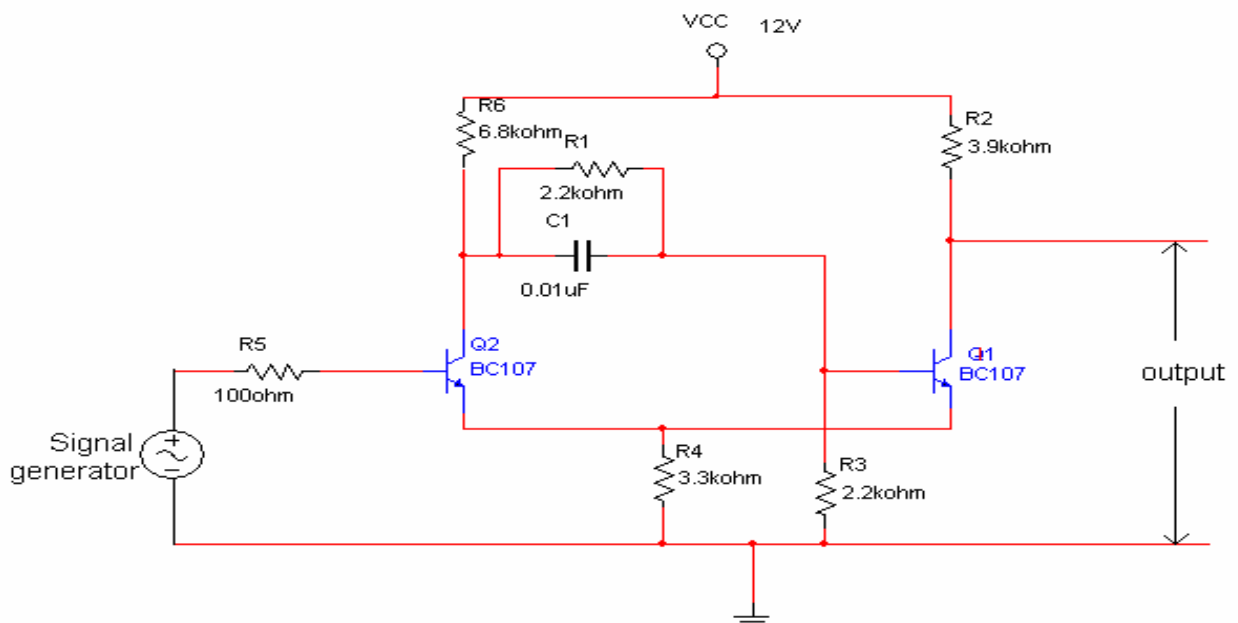 VCC 12V
R6
6.8kohm
R1
2.2kohm
R2
3.9kohm
C1
0.01uF
R5
100ohm
Q2
BC107
Q1
BC107
output
Signal
generator
+
−
R4
3.3kohm
R3
2.2kohm